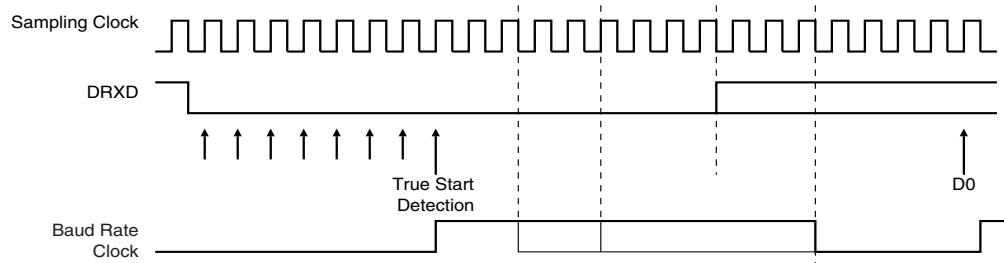 Sampling Clock
DRXD
True Start
Detection
D0
Baud Rate
Clock